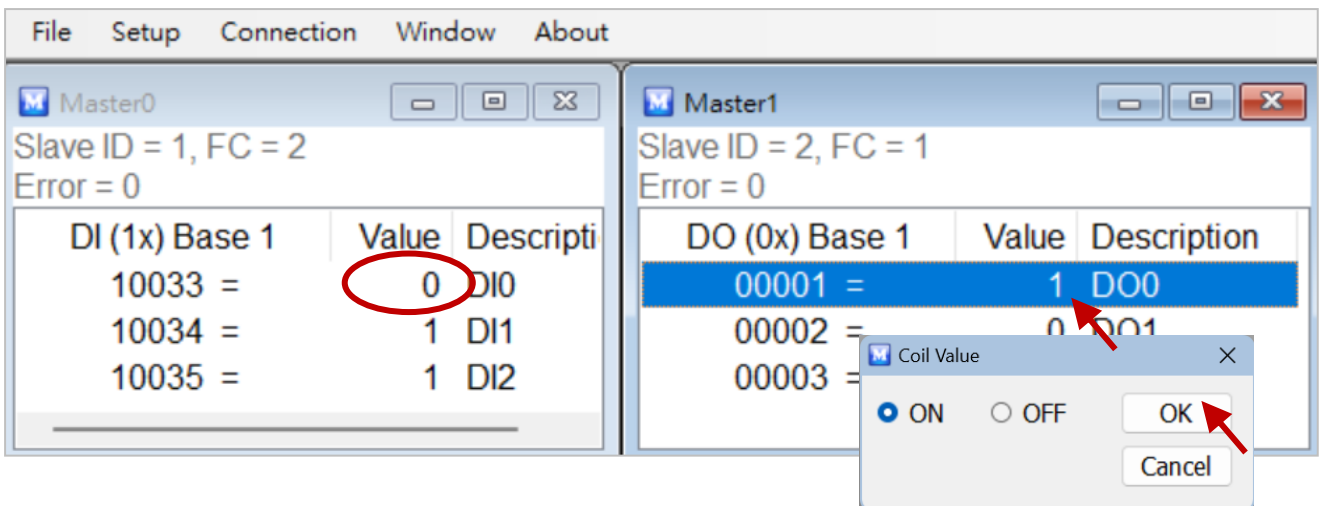 File Setup Connection Window About
Master0
Slave ID = 1, FC = 2
Error = 0
DI (1x) Base 1 Value Descripti
10033 = 0 DI0
10034 = 1 DI1
10035 = 1 DI2
Master1
Slave ID = 2, FC = 1
Error = 0
DO (0x) Base 1 Value Description
00001 = 1 DO0
00002 = 0 DO1
00003 =
Coil Value
ON OFF OK
Cancel